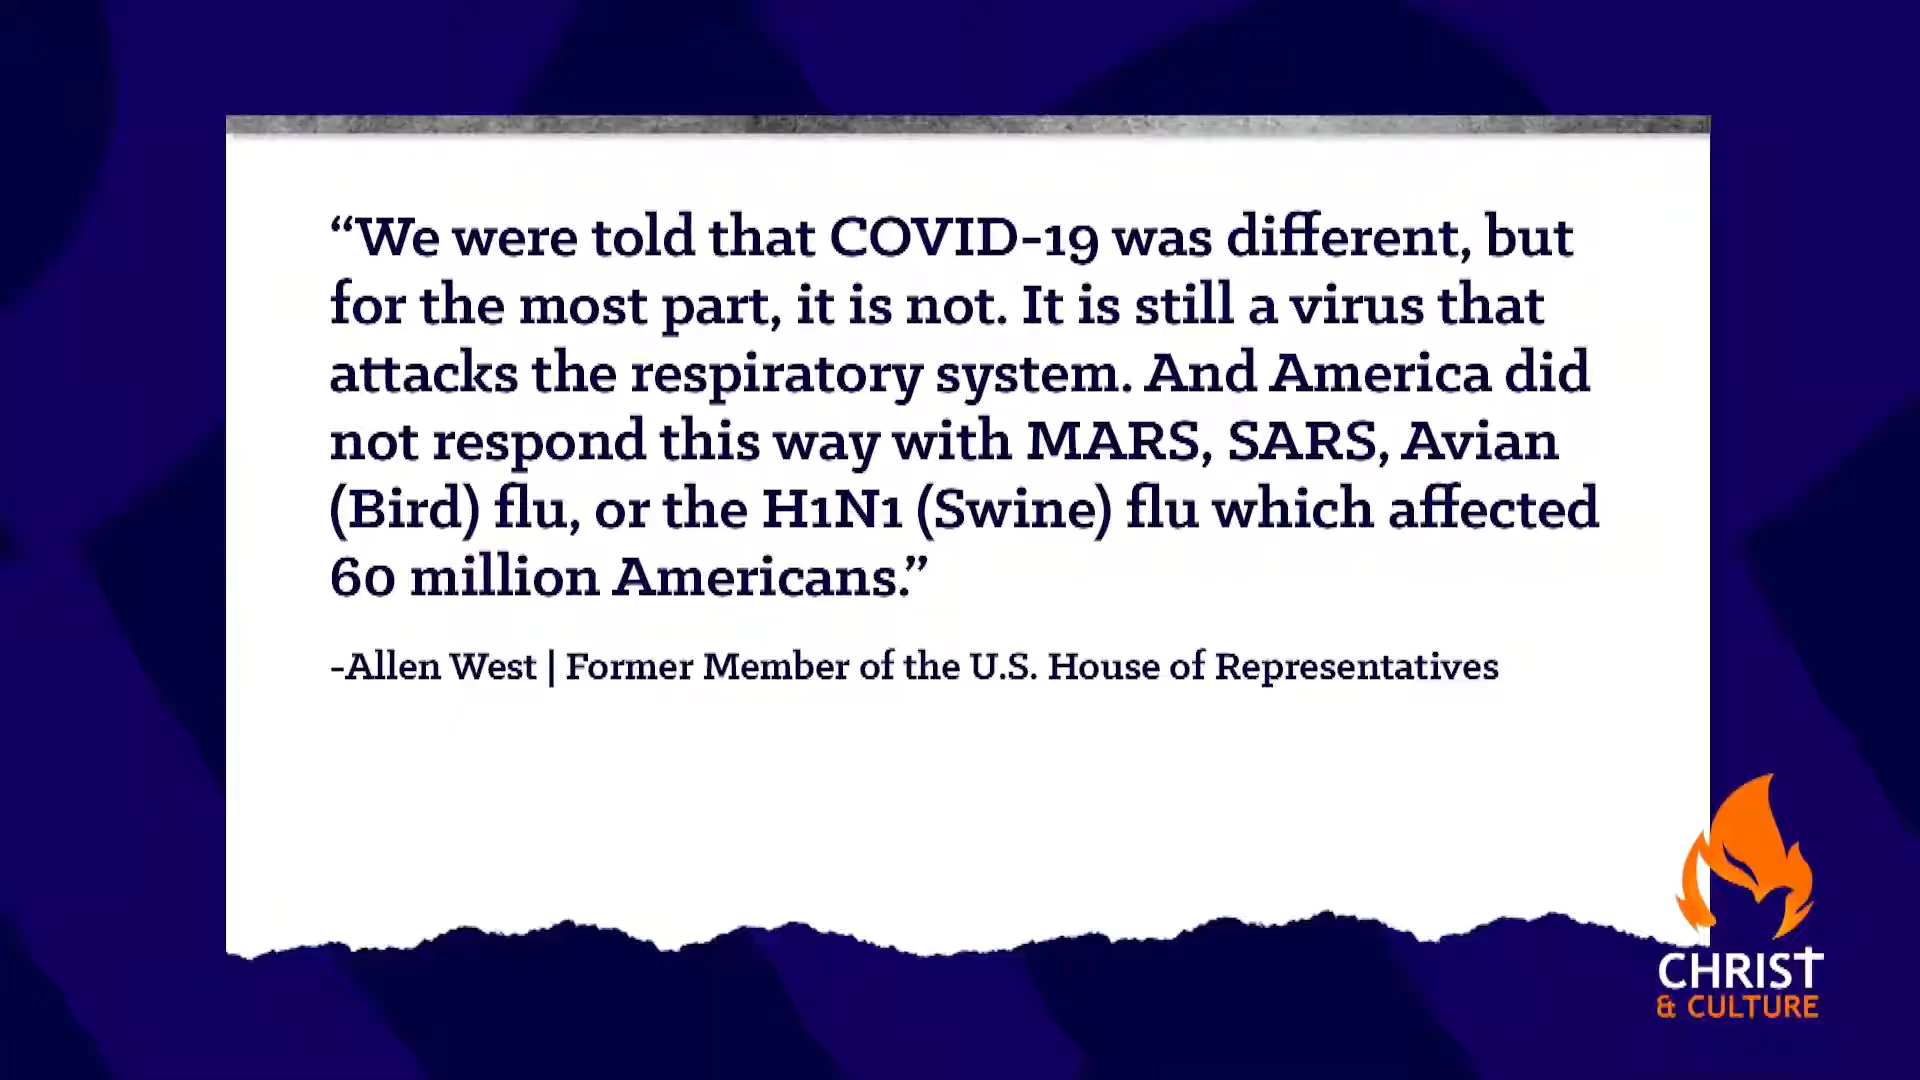 “We were told that COVID-19 was different, but
for the most part, it is not. It is still a virus that
attacks the respiratory system. And America did
not respond this way with MARS, SARS, Avian
(Bird) flu, or the H1N1 (Swine) flu which affected
60 million Americans.”
-Allen West | Former Member of the U.S. House of Representatives
CHRIST
& CULTURE